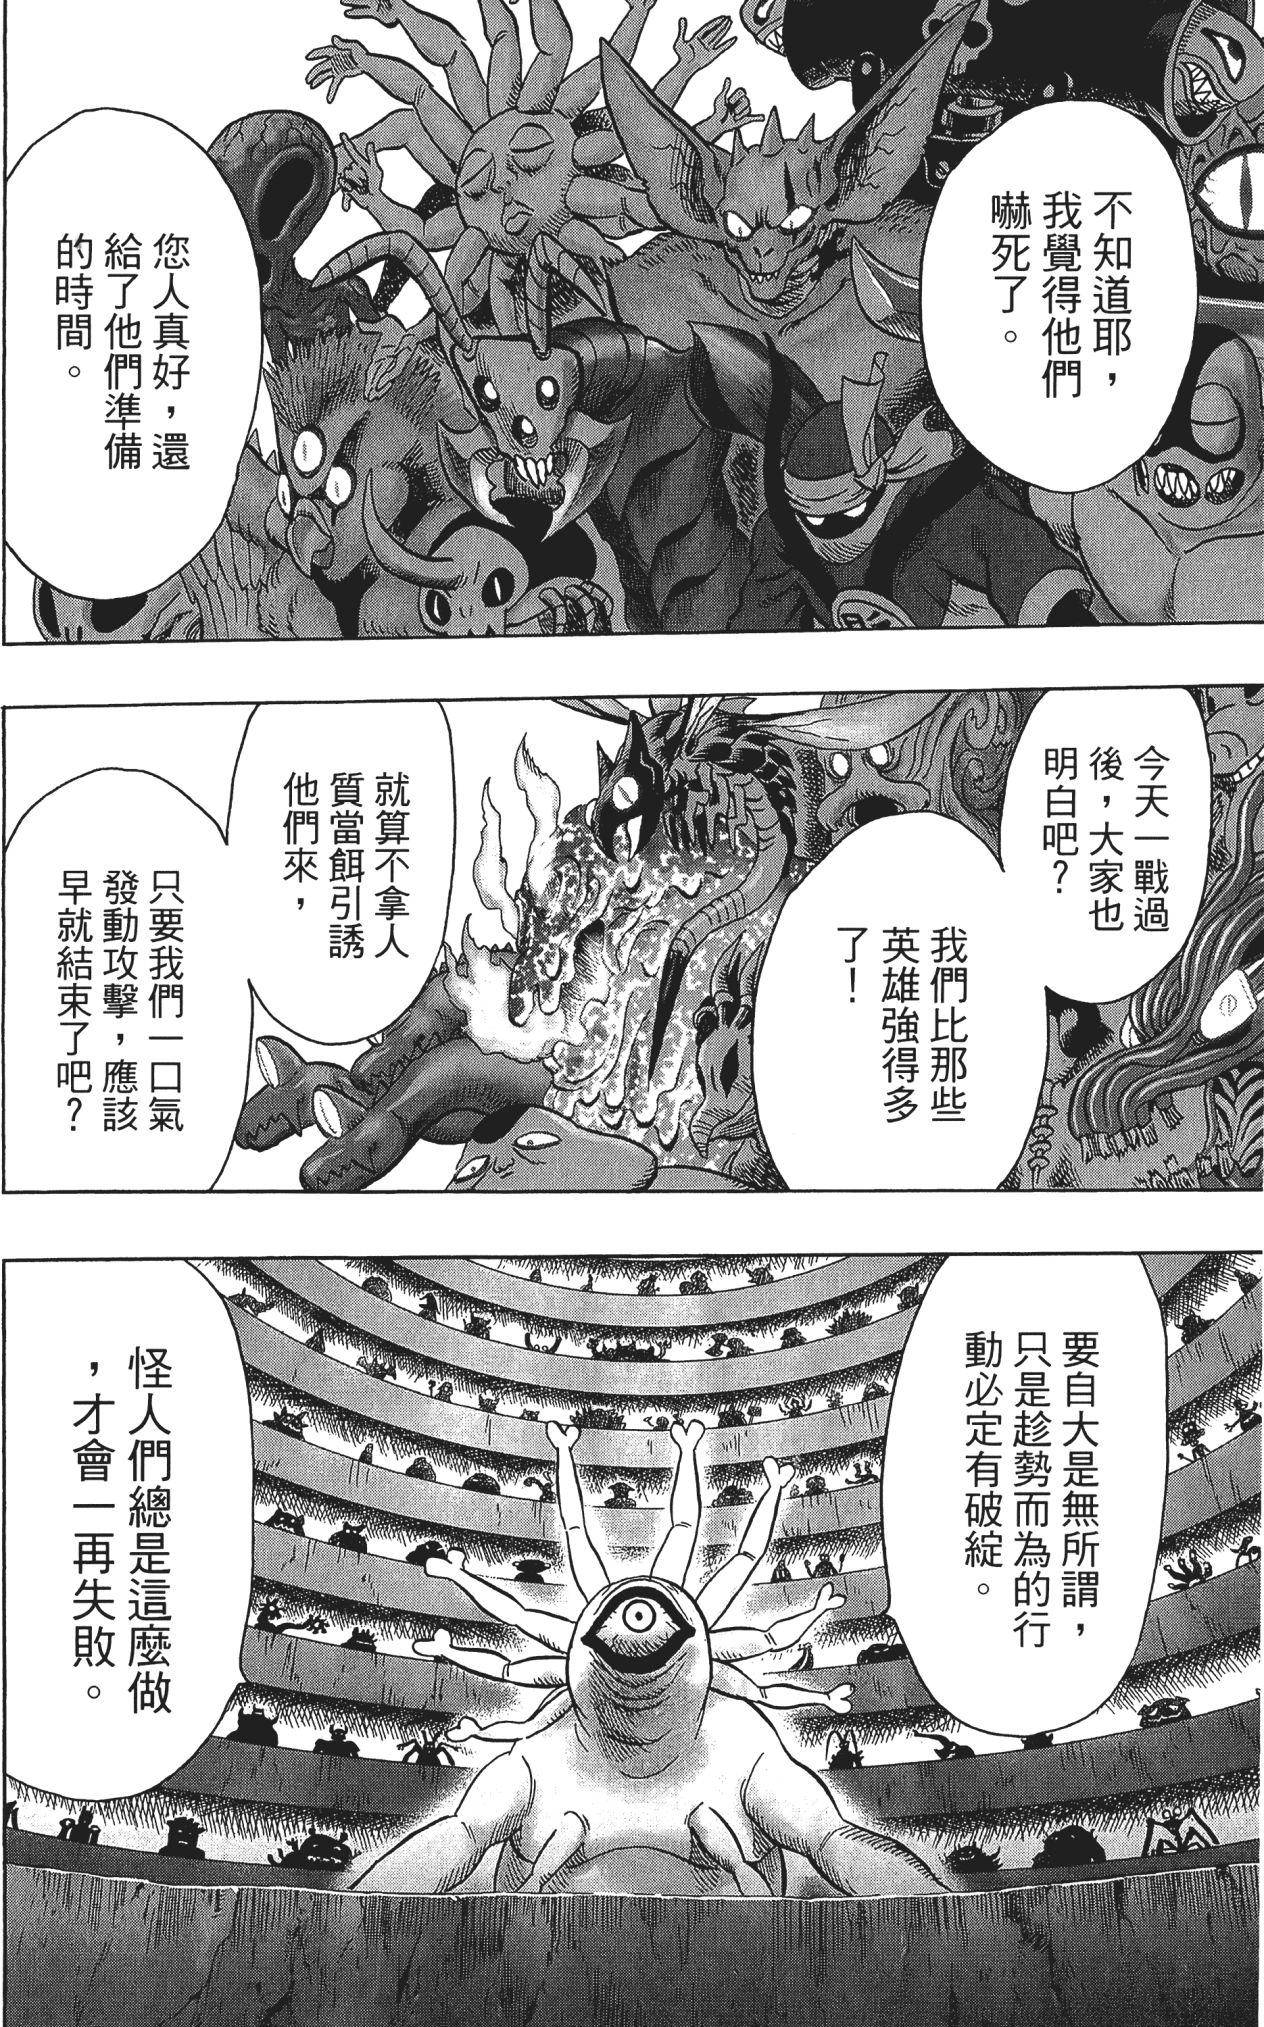 不知道耶，
我覺得他們
嚇死了。
您人真好，還
給了他們準備
的時間。
今天一戰過
後，大家也
明白吧？
我們比那些
英雄強得多
了！
就算不拿人
質當餌引誘
他們來，
只要我們一口氣
發動攻擊，應該
早就結束了吧？
要自大是無所謂，
只是趁勢而為的行
動必定有破綻。
怪人們總是這麼做
，才會一再失敗。